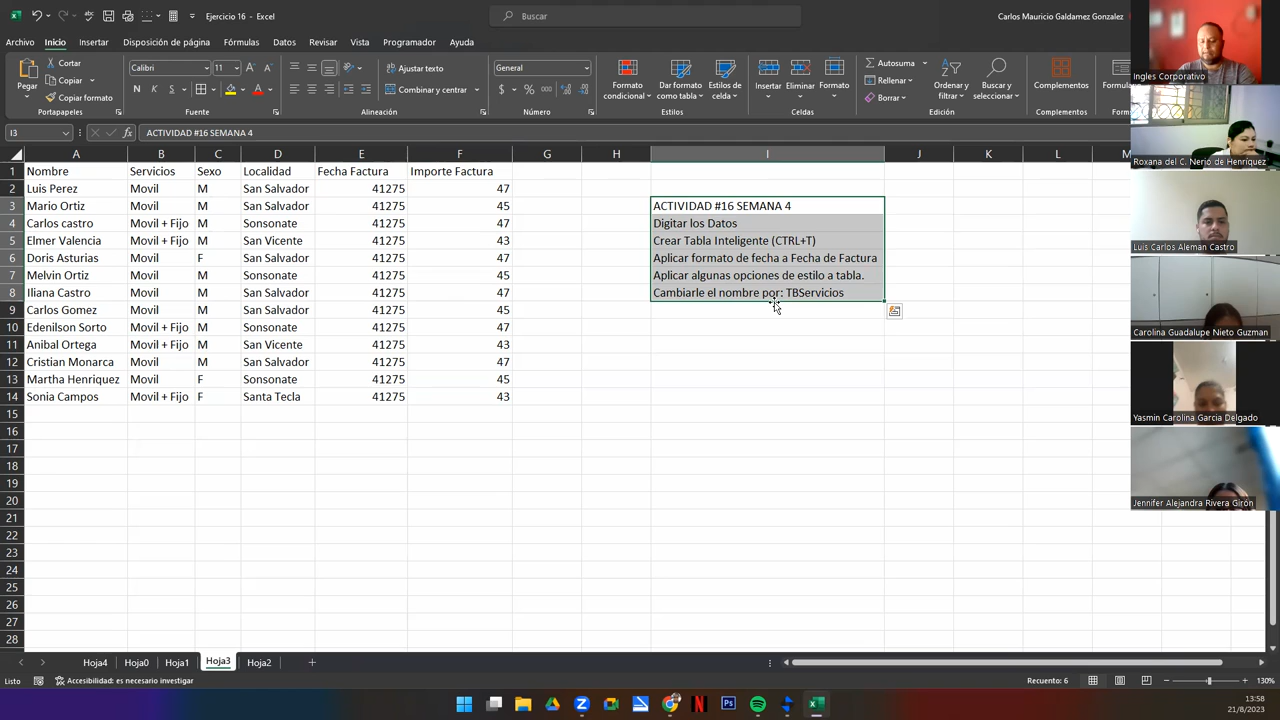 Ejercicio 16 - Excel
Buscar
Carlos Mauricio Galdamez Gonzalez
Archivo Inicio Insertar Disposición de página Fórmulas Datos Revisar Vista Programador Ayuda
Pegar
Cortar
Copiar
Copiar formato
Portapapeles
Calibri 11
N K S
Fuente
Ajustar texto
Combinar y centrar
Alineación
General
Número
Formato condicional
Dar formato como tabla
Estilos de celda
Estilos
Insertar Eliminar Formato
Celdas
Autosuma
Rellenar
Borrar
Ordenar y filtrar
Buscar y seleccionar
Edición
Complementos
Complementos
I3 fx ACTIVIDAD #16 SEMANA 4
A B C D E F G H I J K L M
1 Nombre Servicios Sexo Localidad Fecha Factura Importe Factura
2 Luis Perez Movil M San Salvador 41275 47
3 Mario Ortiz Movil M San Salvador 41275 45 ACTIVIDAD #16 SEMANA 4
4 Carlos castro Movil + Fijo M Sonsonate 41275 47 Digitar los Datos
5 Elmer Valencia Movil + Fijo M San Vicente 41275 43 Crear Tabla Inteligente (CTRL+T)
6 Doris Asturias Movil F San Salvador 41275 47 Aplicar formato de fecha a Fecha de Factura
7 Melvin Ortiz Movil M Sonsonate 41275 45 Aplicar algunas opciones de estilo a tabla.
8 Iliana Castro Movil M San Salvador 41275 47 Cambiarle el nombre por: TBServicios
9 Carlos Gomez Movil M San Salvador 41275 45
10 Edenilson Sorto Movil + Fijo M Sonsonate 41275 47
11 Anibal Ortega Movil + Fijo M San Vicente 41275 43
12 Cristian Monarca Movil M San Salvador 41275 47
13 Martha Henriquez Movil F Sonsonate 41275 45
14 Sonia Campos Movil + Fijo F Santa Tecla 41275 43
15
16
17
18
19
20
21
22
23
24
25
26
27
28
Hoja4 Hoja0 Hoja1 Hoja3 Hoja2
Listo Accesibilidad: es necesario investigar Recuento: 6 130%
13:58
21/8/2023
Ingles Corporativo
Roxana del C. Nerio de Henríquez
Luis Carlos Aleman Castro
Carolina Guadalupe Nieto Guzman
Yasmin Carolina Garcia Delgado
Jennifer Alejandra Rivera Girón